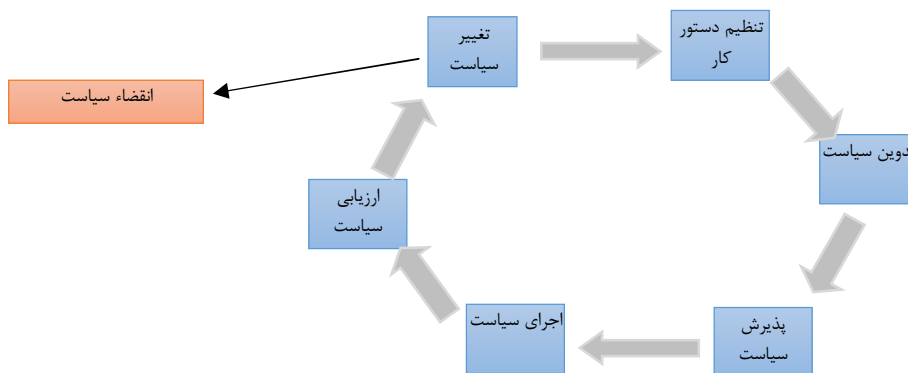 تغییر
سیاست
تنظیم دستور
کار
دوین سیاست
پذیرش
سیاست
اجرای سیاست
ارزیابی
سیاست
انقضاء سیاست